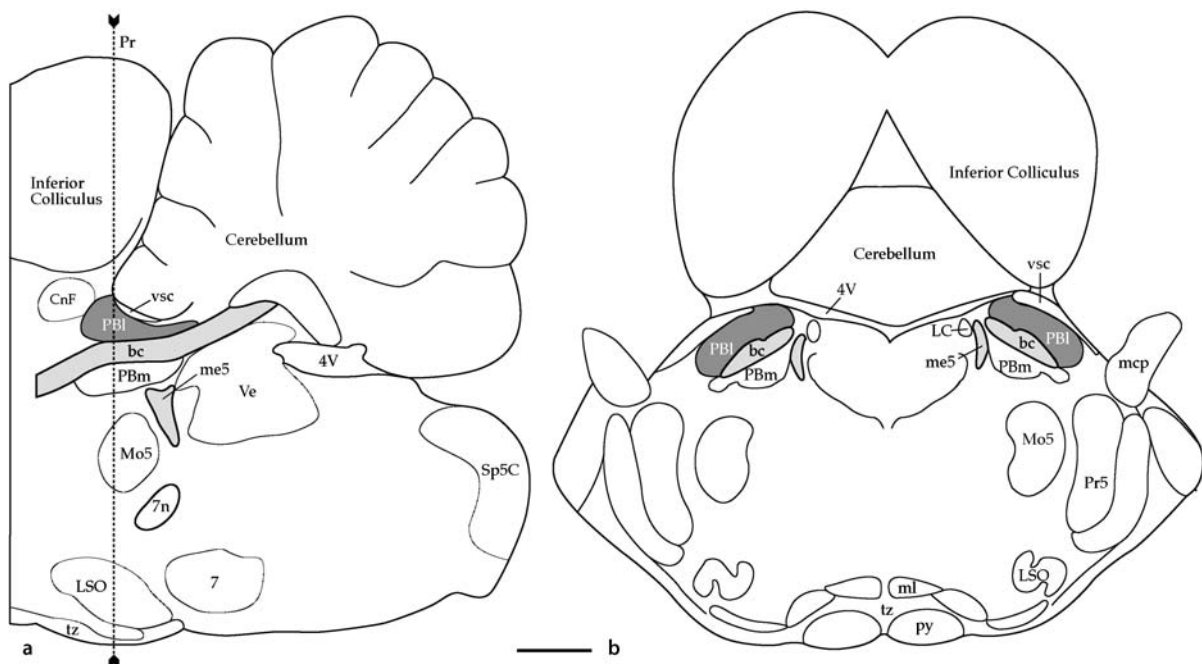 Pr
Inferior
Colliculus
Cerebellum
CnF
vsc
PBl
bc
PBm
me5
Ve
4V
Mo5
Sp5C
7n
LSO
7
tz
a
Inferior Colliculus
Cerebellum
vsc
4V
LC
PBl
bc
PBm
me5
bc
PBl
PBm
mcp
Mo5
Pr5
LSO
ml
tz
py
b